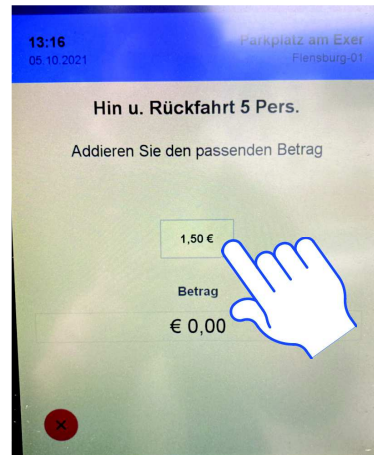 13:16
Parkplatz am Exer
05.10.2021
Flensburg-01
Hin u. Rückfahrt 5 Pers.
Addieren Sie den passenden Betrag
1,50 €
Betrag
€ 0,00